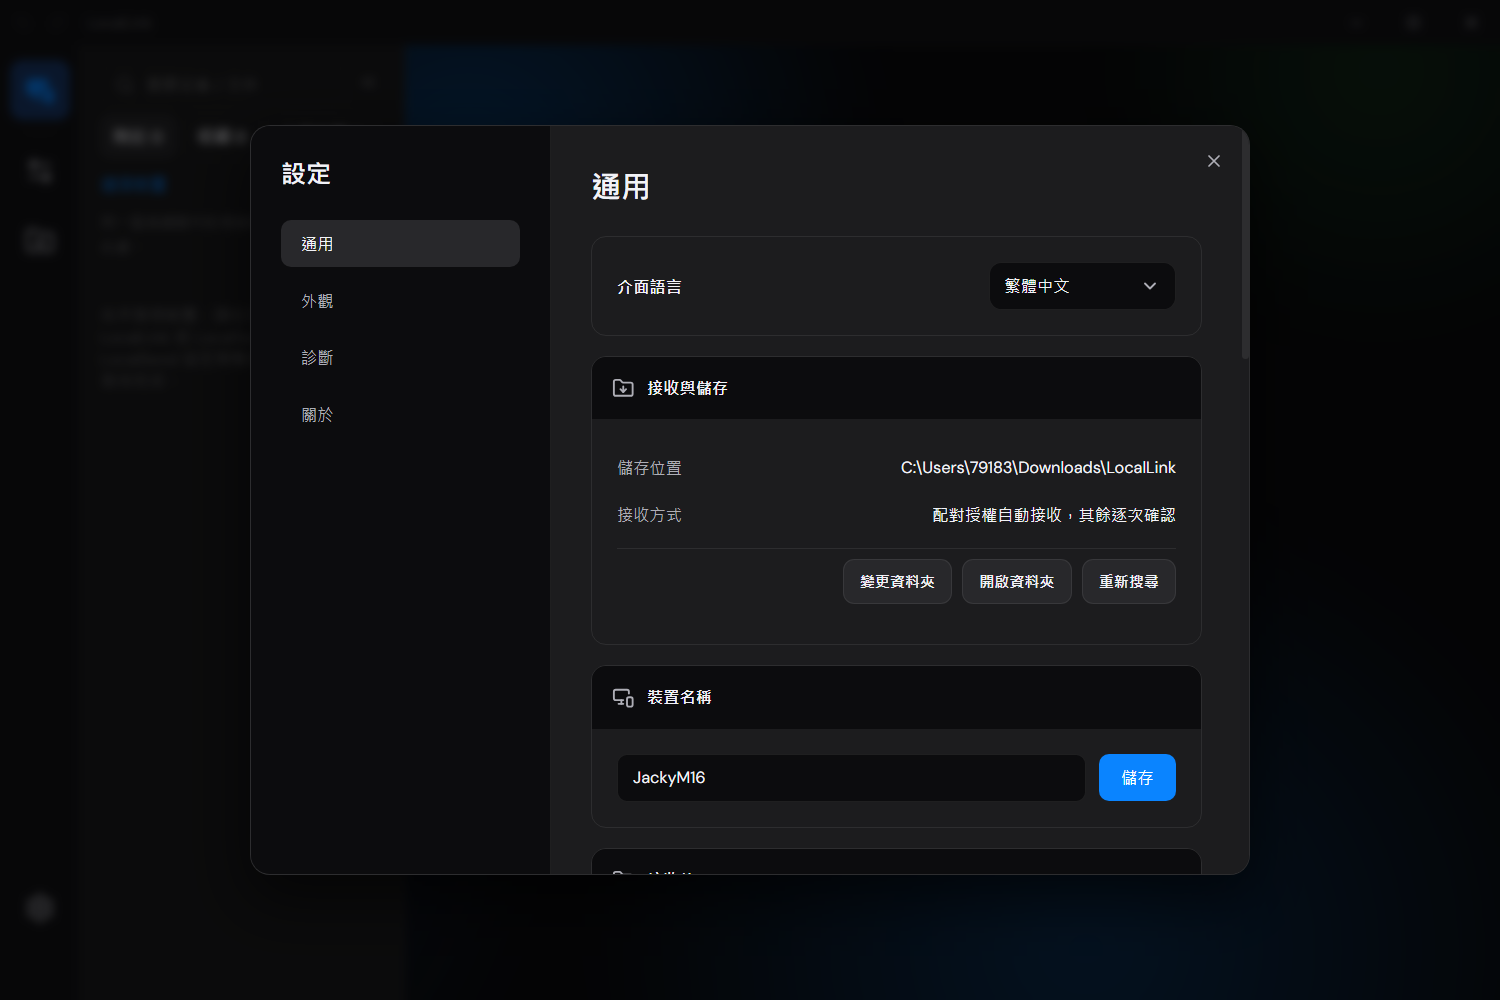 設定
通用
外觀
診斷
關於
通用
介面語言
繁體中文
接收與儲存
儲存位置
C:\Users\79183\Downloads\LocalLink
接收方式
配對授權自動接收，其餘逐次確認
變更資料夾
開啟資料夾
重新搜尋
裝置名稱
JackyM16
儲存